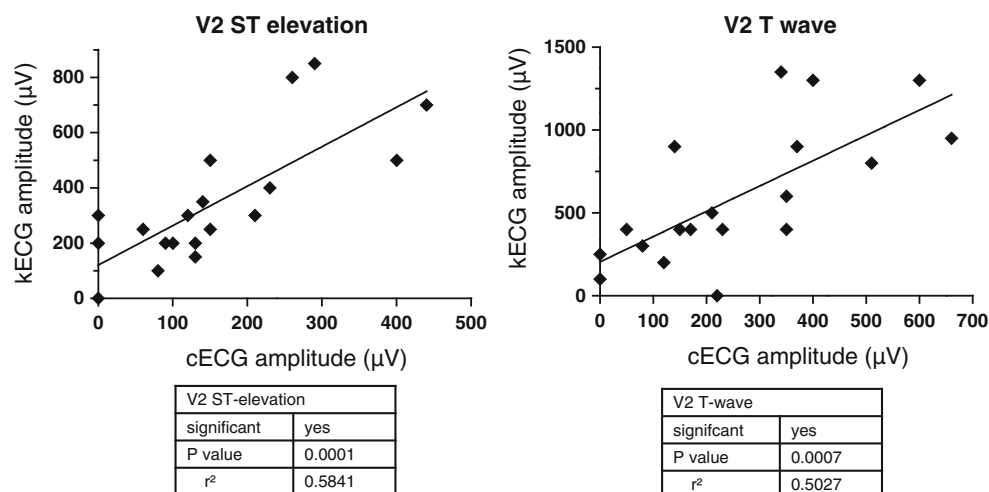 V2 ST elevation
kECG amplitude (µV)
800
600
400
200
0
0 100 200 300 400 500
cECG amplitude (µV)
V2 ST-elevation
significant yes
P value 0.0001
r² 0.5841
V2 T wave
kECG amplitude (µV)
1500
1000
500
0
0 100 200 300 400 500 600 700
cECG amplitude (µV)
V2 T-wave
signifcant yes
P value 0.0007
r² 0.5027